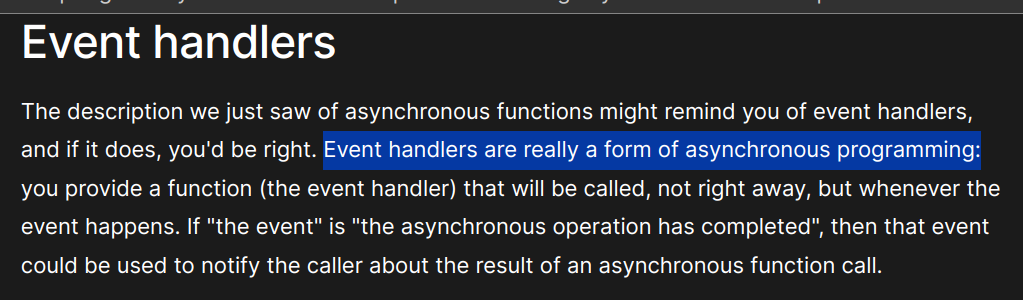 Event handlers
The description we just saw of asynchronous functions might remind you of event handlers,
and if it does, you'd be right. Event handlers are really a form of asynchronous programming:
you provide a function (the event handler) that will be called, not right away, but whenever the
event happens. If "the event" is "the asynchronous operation has completed", then that event
could be used to notify the caller about the result of an asynchronous function call.